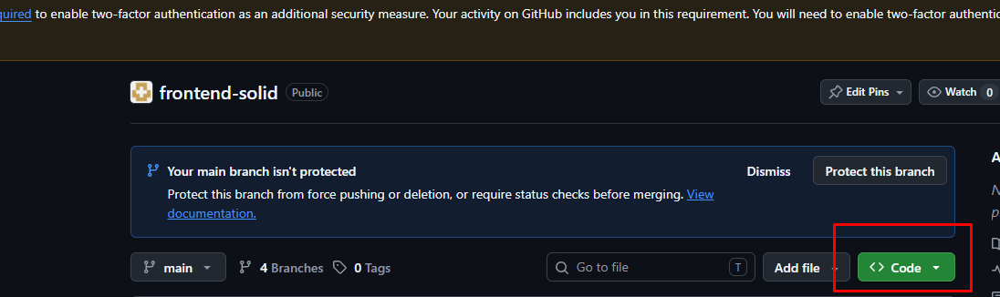 quired to enable two-factor authentication as an additional security measure. Your activity on GitHub includes you in this requirement. You will need to enable two-factor authentic
frontend-solid Public Edit Pins Watch 0
Your main branch isn't protected
Dismiss Protect this branch
Protect this branch from force pushing or deletion, or require status checks before merging. View
documentation.
A
N
p
main 4 Branches 0 Tags Go to file T Add file Code